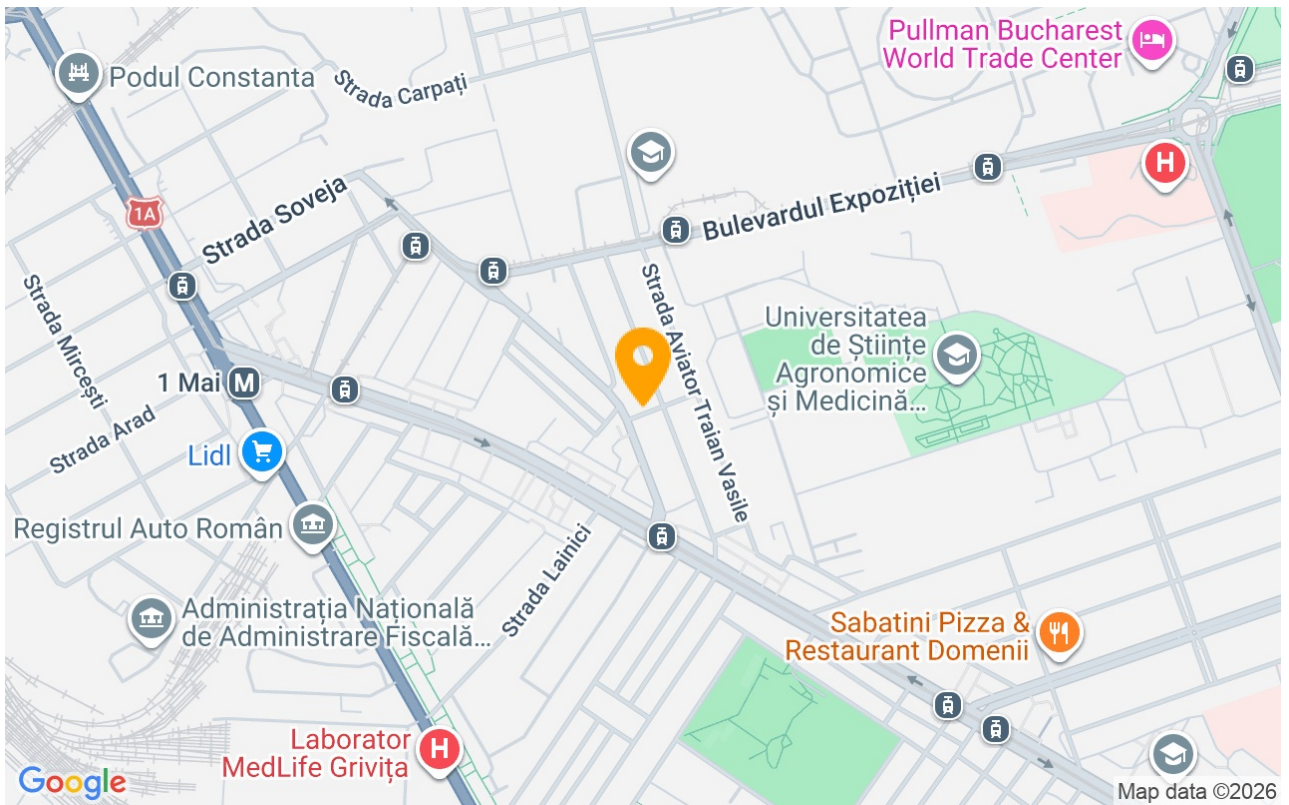 Pullman Bucharest
World Trade Center
Podul Constanta
Strada Carpați
H
1A
Strada Soveja
Bulevardul Expoziției
Strada Mircești
Strada Aviator Traian Vasile
Universitatea
de Științe
Agronomice
și Medicină...
1 Mai
M
Strada Arad
Lidl
Registrul Auto Român
Strada Lainici
Administrația Națională
de Administrare Fiscală...
Sabatini Pizza &
Restaurant Domenii
Laborator
MedLife Grivița
H
Google
Map data ©2026